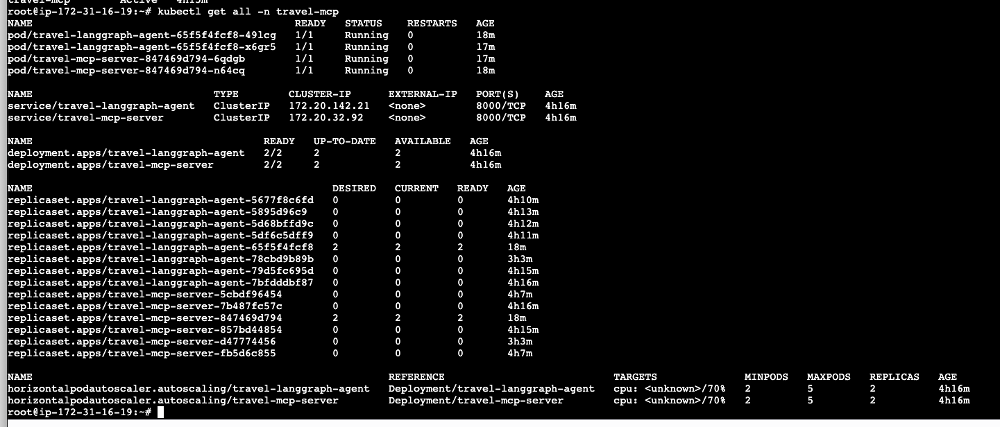 travel-mcp Active 4h15m
root@ip-172-31-16-19:~# kubectl get all -n travel-mcp
NAME READY STATUS RESTARTS AGE
pod/travel-langgraph-agent-65f5f4fcf8-49lcg 1/1 Running 0 18m
pod/travel-langgraph-agent-65f5f4fcf8-x6gr5 1/1 Running 0 17m
pod/travel-mcp-server-847469d794-6qdgb 1/1 Running 0 17m
pod/travel-mcp-server-847469d794-n64cq 1/1 Running 0 18m
NAME TYPE CLUSTER-IP EXTERNAL-IP PORT(S) AGE
service/travel-langgraph-agent ClusterIP 172.20.142.21 <none> 8000/TCP 4h16m
service/travel-mcp-server ClusterIP 172.20.32.92 <none> 8000/TCP 4h16m
NAME READY UP-TO-DATE AVAILABLE AGE
deployment.apps/travel-langgraph-agent 2/2 2 2 4h16m
deployment.apps/travel-mcp-server 2/2 2 2 4h16m
NAME DESIRED CURRENT READY AGE
replicaset.apps/travel-langgraph-agent-5677f8c6fd 0 0 0 4h10m
replicaset.apps/travel-langgraph-agent-5895d96c9 0 0 0 4h13m
replicaset.apps/travel-langgraph-agent-5d68bffd9c 0 0 0 4h12m
replicaset.apps/travel-langgraph-agent-5df6c5dff9 0 0 0 4h11m
replicaset.apps/travel-langgraph-agent-65f5f4fcf8 2 2 2 18m
replicaset.apps/travel-langgraph-agent-78cbd9b89b 0 0 0 3h3m
replicaset.apps/travel-langgraph-agent-79d5fc695d 0 0 0 4h15m
replicaset.apps/travel-langgraph-agent-7bfdddbf87 0 0 0 4h16m
replicaset.apps/travel-mcp-server-5cbdf96454 0 0 0 4h7m
replicaset.apps/travel-mcp-server-7b487fc57c 0 0 0 4h16m
replicaset.apps/travel-mcp-server-847469d794 2 2 2 18m
replicaset.apps/travel-mcp-server-857bd44854 0 0 0 4h15m
replicaset.apps/travel-mcp-server-d47774456 0 0 0 3h3m
replicaset.apps/travel-mcp-server-fb5d6c855 0 0 0 4h7m
NAME REFERENCE TARGETS MINPODS MAXPODS REPLICAS AGE
horizontalpodautoscaler.autoscaling/travel-langgraph-agent Deployment/travel-langgraph-agent cpu: <unknown>/70% 2 5 2 4h16m
horizontalpodautoscaler.autoscaling/travel-mcp-server Deployment/travel-mcp-server cpu: <unknown>/70% 2 5 2 4h16m
root@ip-172-31-16-19:~#